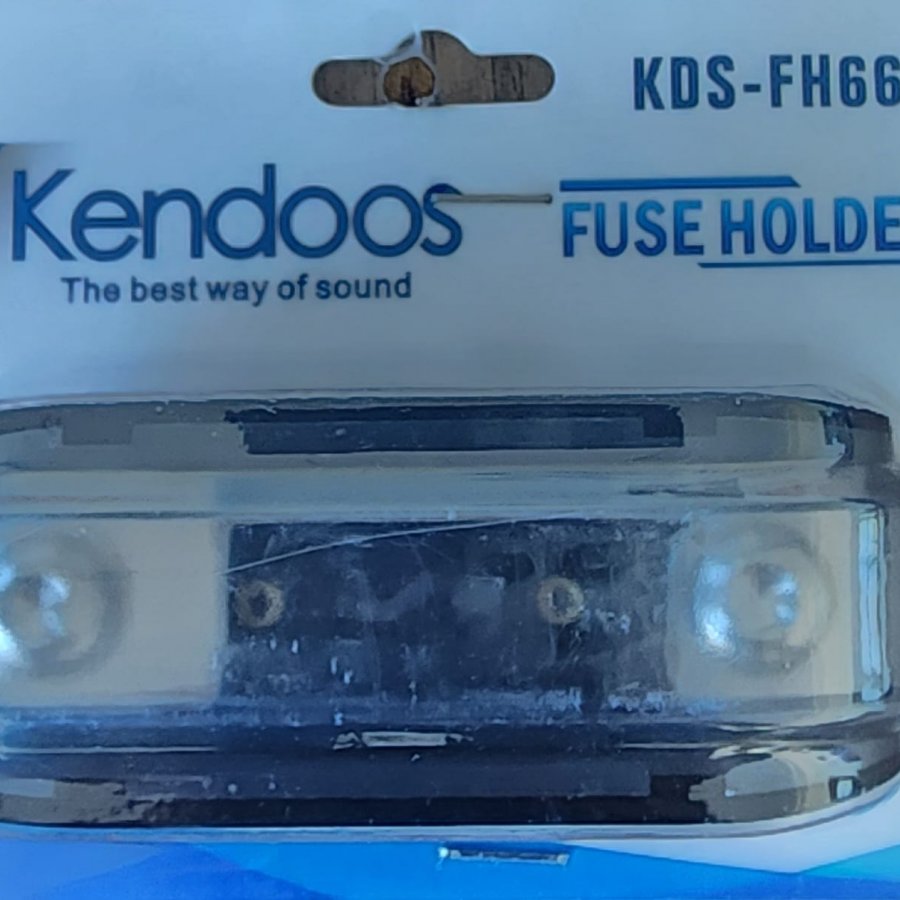 KDS-FH66
Kendoos
FUSE HOLDE
The best way of sound